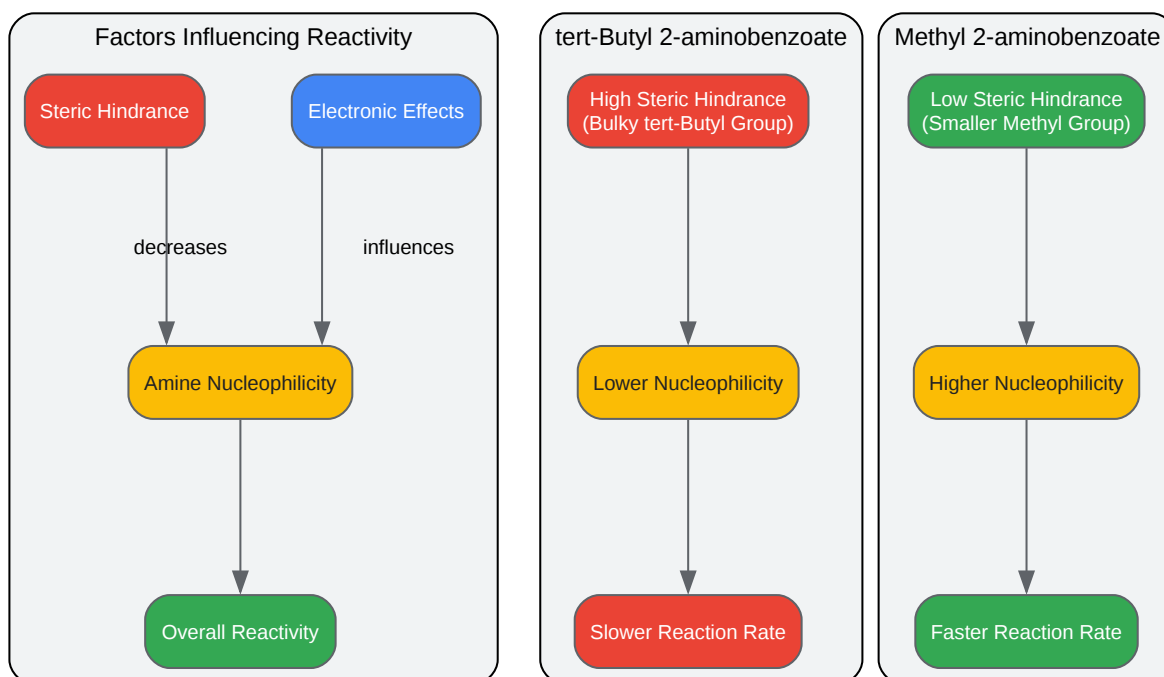 Factors Influencing Reactivity
Steric Hindrance
Electronic Effects
decreases
influences
Amine Nucleophilicity
Overall Reactivity
tert-Butyl 2-aminobenzoate
High Steric Hindrance
(Bulky tert-Butyl Group)
Lower Nucleophilicity
Slower Reaction Rate
Methyl 2-aminobenzoate
Low Steric Hindrance
(Smaller Methyl Group)
Higher Nucleophilicity
Faster Reaction Rate